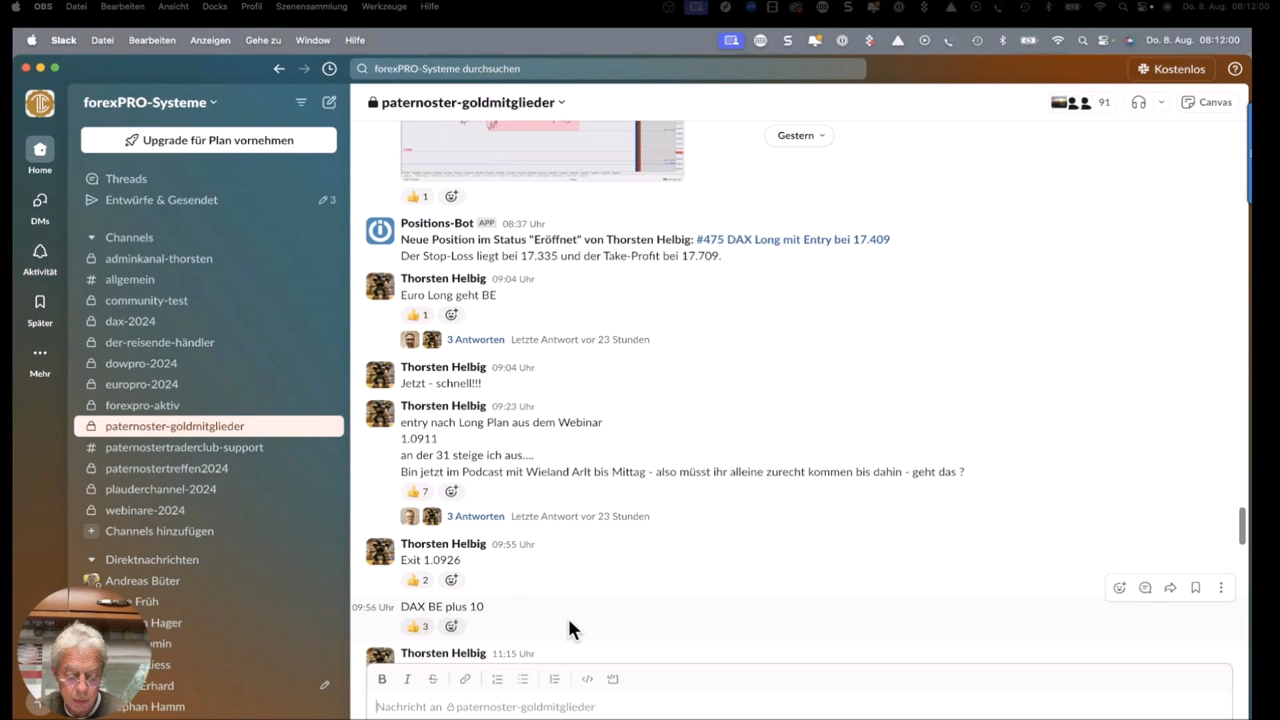 OBS Datei Bearbeiten Ansicht Docks Profil Szenensammlung Werkzeuge Hilfe Do. 8. Aug. 08:12:00
Slack Datei Bearbeiten Anzeigen Gehe zu Window Hilfe Do. 8. Aug. 08:12:00
forexPRO-Systeme durchsuchen
Kostenlos
forexPRO-Systeme
Upgrade für Plan vornehmen
Home
DMs
Aktivität
Später
Mehr
Threads
Entwürfe & Gesendet 3
Channels
adminkanal-thorsten
allgemein
community-test
dax-2024
der-reisende-händler
dowpro-2024
europro-2024
forexpro-aktiv
paternoster-goldmitglieder
paternostertraderclub-support
paternostertreffen2024
plauderchannel-2024
webinare-2024
Channels hinzufügen
Direktnachrichten
Andreas Büter
Früh
Hager
Erhard
Hamm
paternoster-goldmitglieder
91
Canvas
Gestern
1
Positions-Bot APP 08:37 Uhr
Neue Position im Status "Eröffnet" von Thorsten Helbig: #475 DAX Long mit Entry bei 17.409
Der Stop-Loss liegt bei 17.335 und der Take-Profit bei 17.709.
Thorsten Helbig 09:04 Uhr
Euro Long geht BE
1
3 Antworten Letzte Antwort vor 23 Stunden
Thorsten Helbig 09:04 Uhr
Jetzt - schnell!!!
Thorsten Helbig 09:23 Uhr
entry nach Long Plan aus dem Webinar
1.0911
an der 31 steige ich aus....
Bin jetzt im Podcast mit Wieland Arlt bis Mittag - also müsst ihr alleine zurecht kommen bis dahin - geht das ?
7
3 Antworten Letzte Antwort vor 23 Stunden
Thorsten Helbig 09:55 Uhr
Exit 1.0926
2
09:56 Uhr DAX BE plus 10
3
Thorsten Helbig 11:15 Uhr
Nachricht an paternoster-goldmitglieder